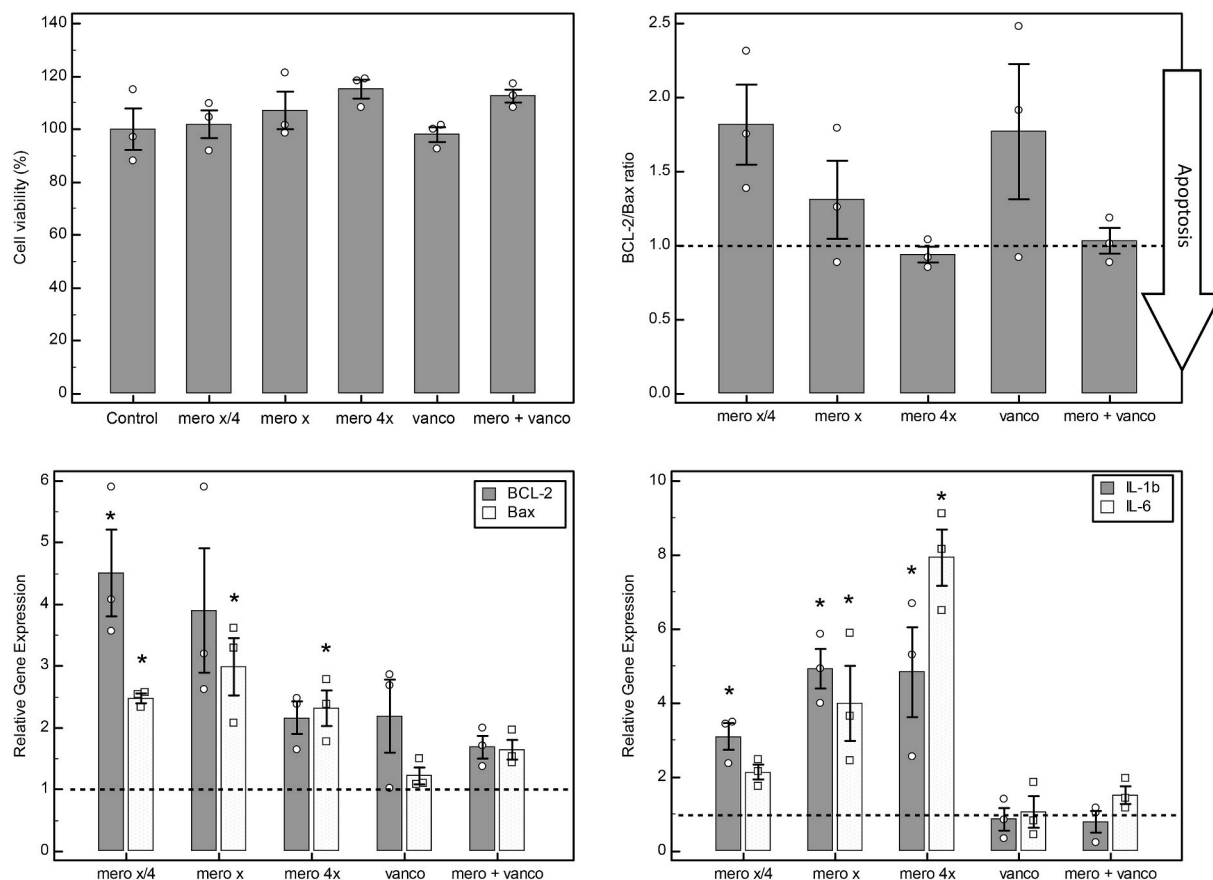 140
120
100
80
60
40
20
0
Cell viability (%)
Control mero x/4 mero x mero 4x vanco mero + vanco
2.5
2.0
1.5
1.0
0.5
0.0
BCL-2/Bax ratio
mero x/4 mero x mero 4x vanco mero + vanco
Apoptosis
6
5
4
3
2
1
0
Relative Gene Expression
BCL-2
Bax
* * * *
mero x/4 mero x mero 4x vanco mero + vanco
10
8
6
4
2
0
Relative Gene Expression
IL-1b
IL-6
* * * * *
mero x/4 mero x mero 4x vanco mero + vanco